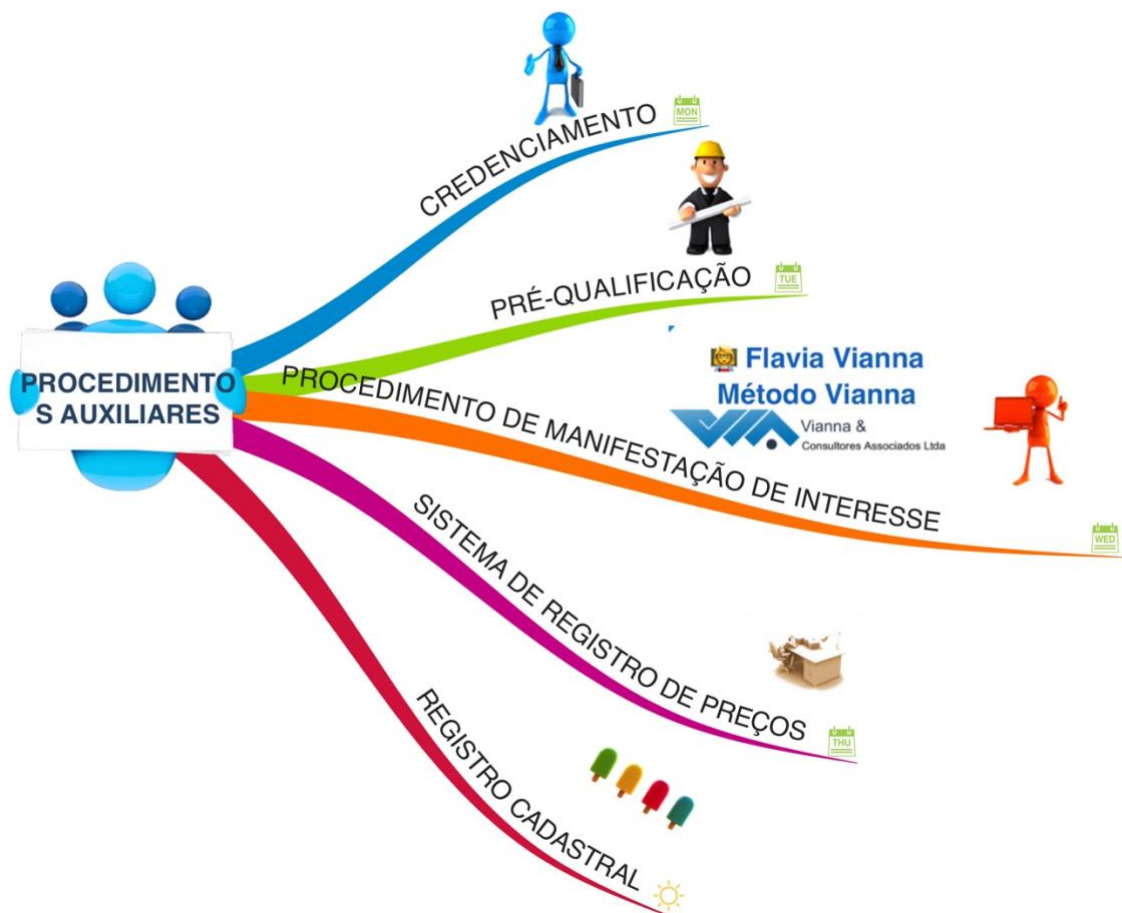 CREDENCIAMENTO
MON
PRÉ-QUALIFICAÇÃO
TUE
PROCEDIMENTO
S AUXILIARES
PROCEDIMENTO DE MANIFESTAÇÃO DE INTERESSE
WED
Flavia Vianna
Método Vianna
VIA
Vianna &
Consultores Associados Ltda
SISTEMA DE REGISTRO DE PREÇOS
THU
REGISTRO CADASTRAL